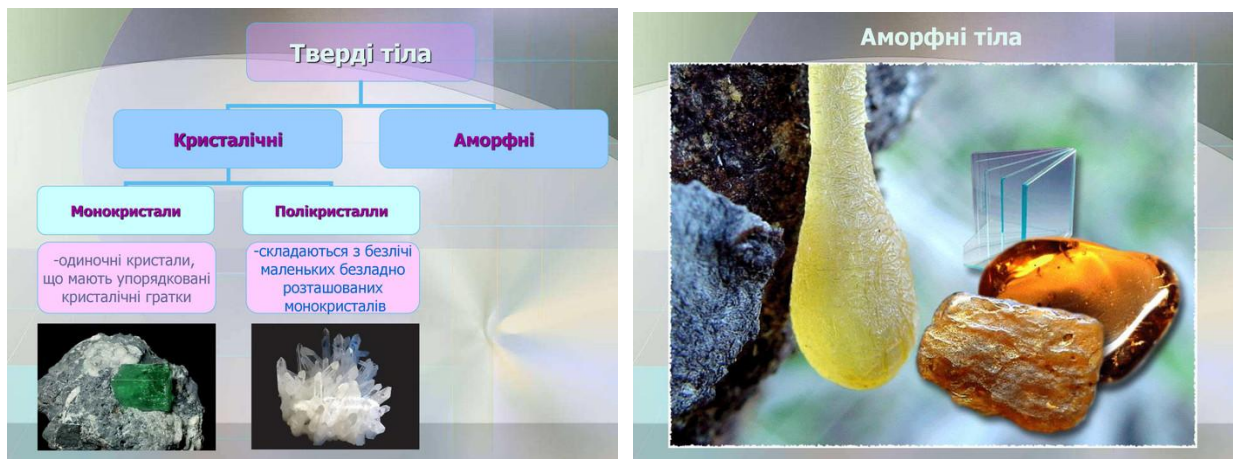 Тверді тіла
Кристалічні
Аморфні
Монокристали
Полікристалли
-одиночні кристали,
що мають упорядковані
кристалічні гратки
-складаються з безлічі
маленьких безладно
розташованих
монокристалів
Аморфні тіла